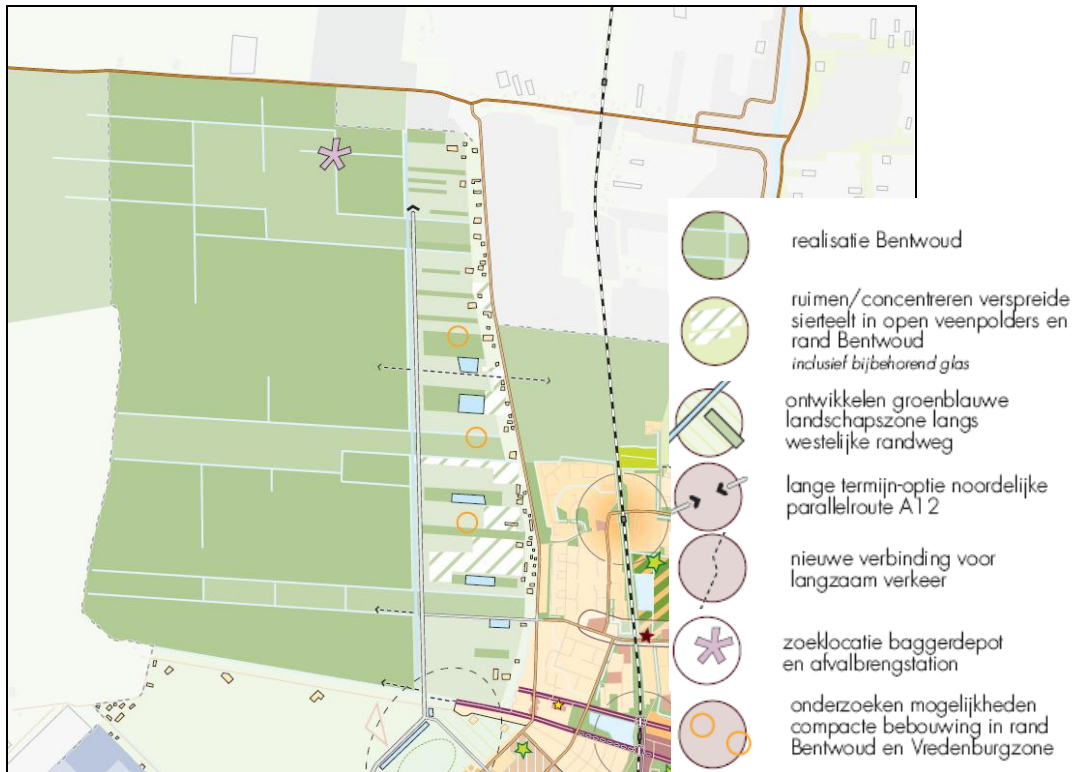 realisatie Bentwoud
ruimen/concentreren verspreide
sierteelt in open veenpolders en
rand Bentwoud
inclusief bijbehorend glas
ontwikkelen groenblauwe
landschapszone langs
westelijke randweg
lange termijn-optie noordelijke
parallelroute A12
nieuwe verbinding voor
langzaam verkeer
zoeklocatie baggerdepot
en afvalbrengstation
onderzoeken mogelijkheden
compacte bebouwing in rand
Bentwoud en Vredenburgzone